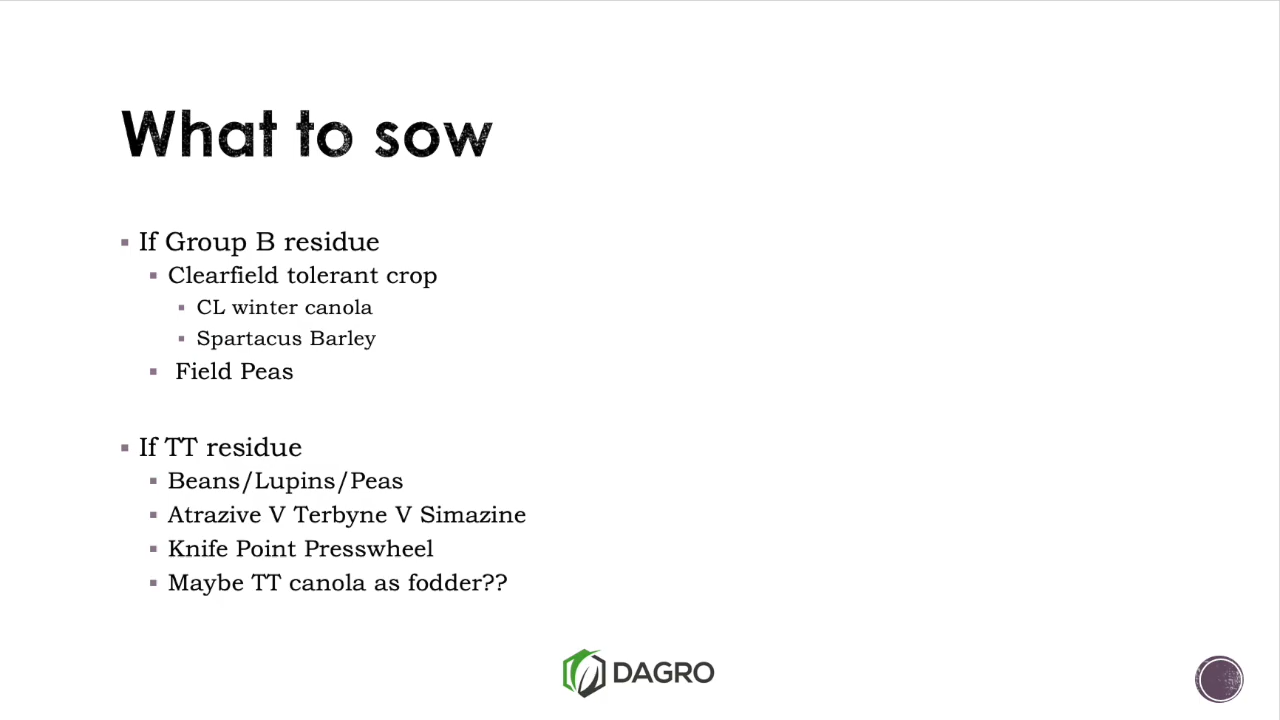 What to sow
If Group B residue
Clearfield tolerant crop
CL winter canola
Spartacus Barley
Field Peas
If TT residue
Beans/Lupins/Peas
Atrazive V Terbyne V Simazine
Knife Point Presswheel
Maybe TT canola as fodder??
DAGRO